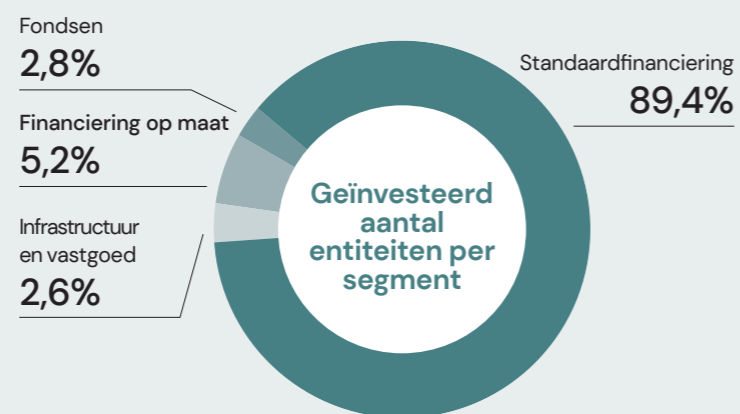 Fondsen
2,8%
Financiering op maat
5,2%
Infrastructuur
en vastgoed
2,6%
Standaardfinanciering
89,4%
Geïnvesteerd
aantal
entiteiten per
segment